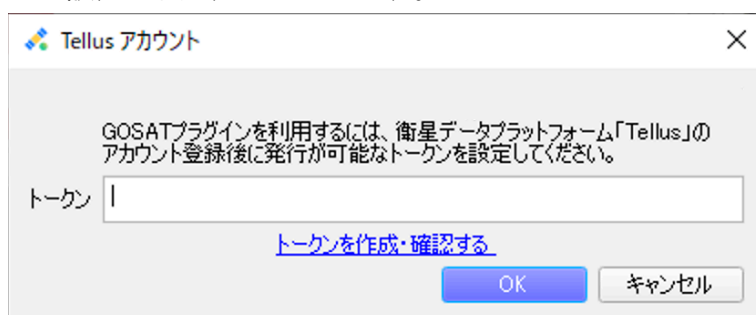 Tellus アカウント
GOSATプラグインを利用するには、衛星データプラットフォーム「Tellus」の
アカウント登録後に発行が可能なトークンを設定してください。
トークン
トークンを作成・確認する
OK キャンセル